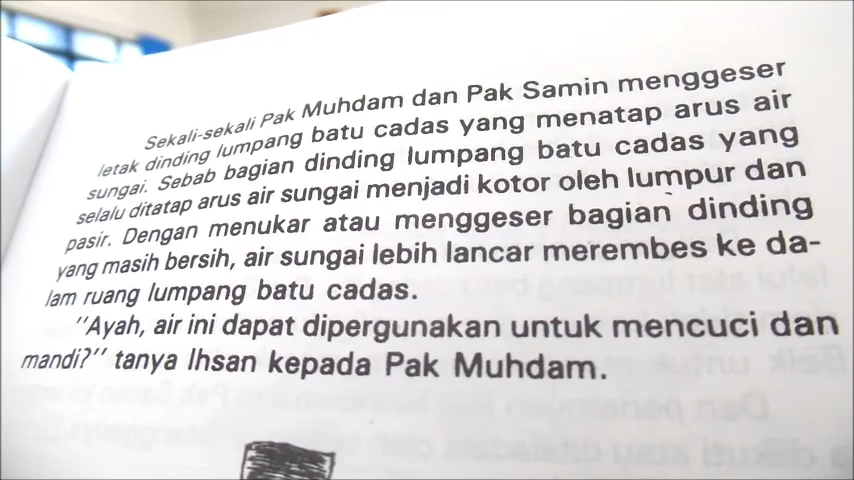 Sekali-sekali Pak Muhdam dan Pak Samin menggeser
letak dinding lumpang batu cadas yang menatap arus air
sungai. Sebab bagian dinding lumpang batu cadas yang
selalu ditatap arus air sungai menjadi kotor oleh lumpur dan
pasir. Dengan menukar atau menggeser bagian dinding
yang masih bersih, air sungai lebih lancar merembes ke da-
lam ruang lumpang batu cadas.
"Ayah, air ini dapat dipergunakan untuk mencuci dan
mandi?" tanya Ihsan kepada Pak Muhdam.